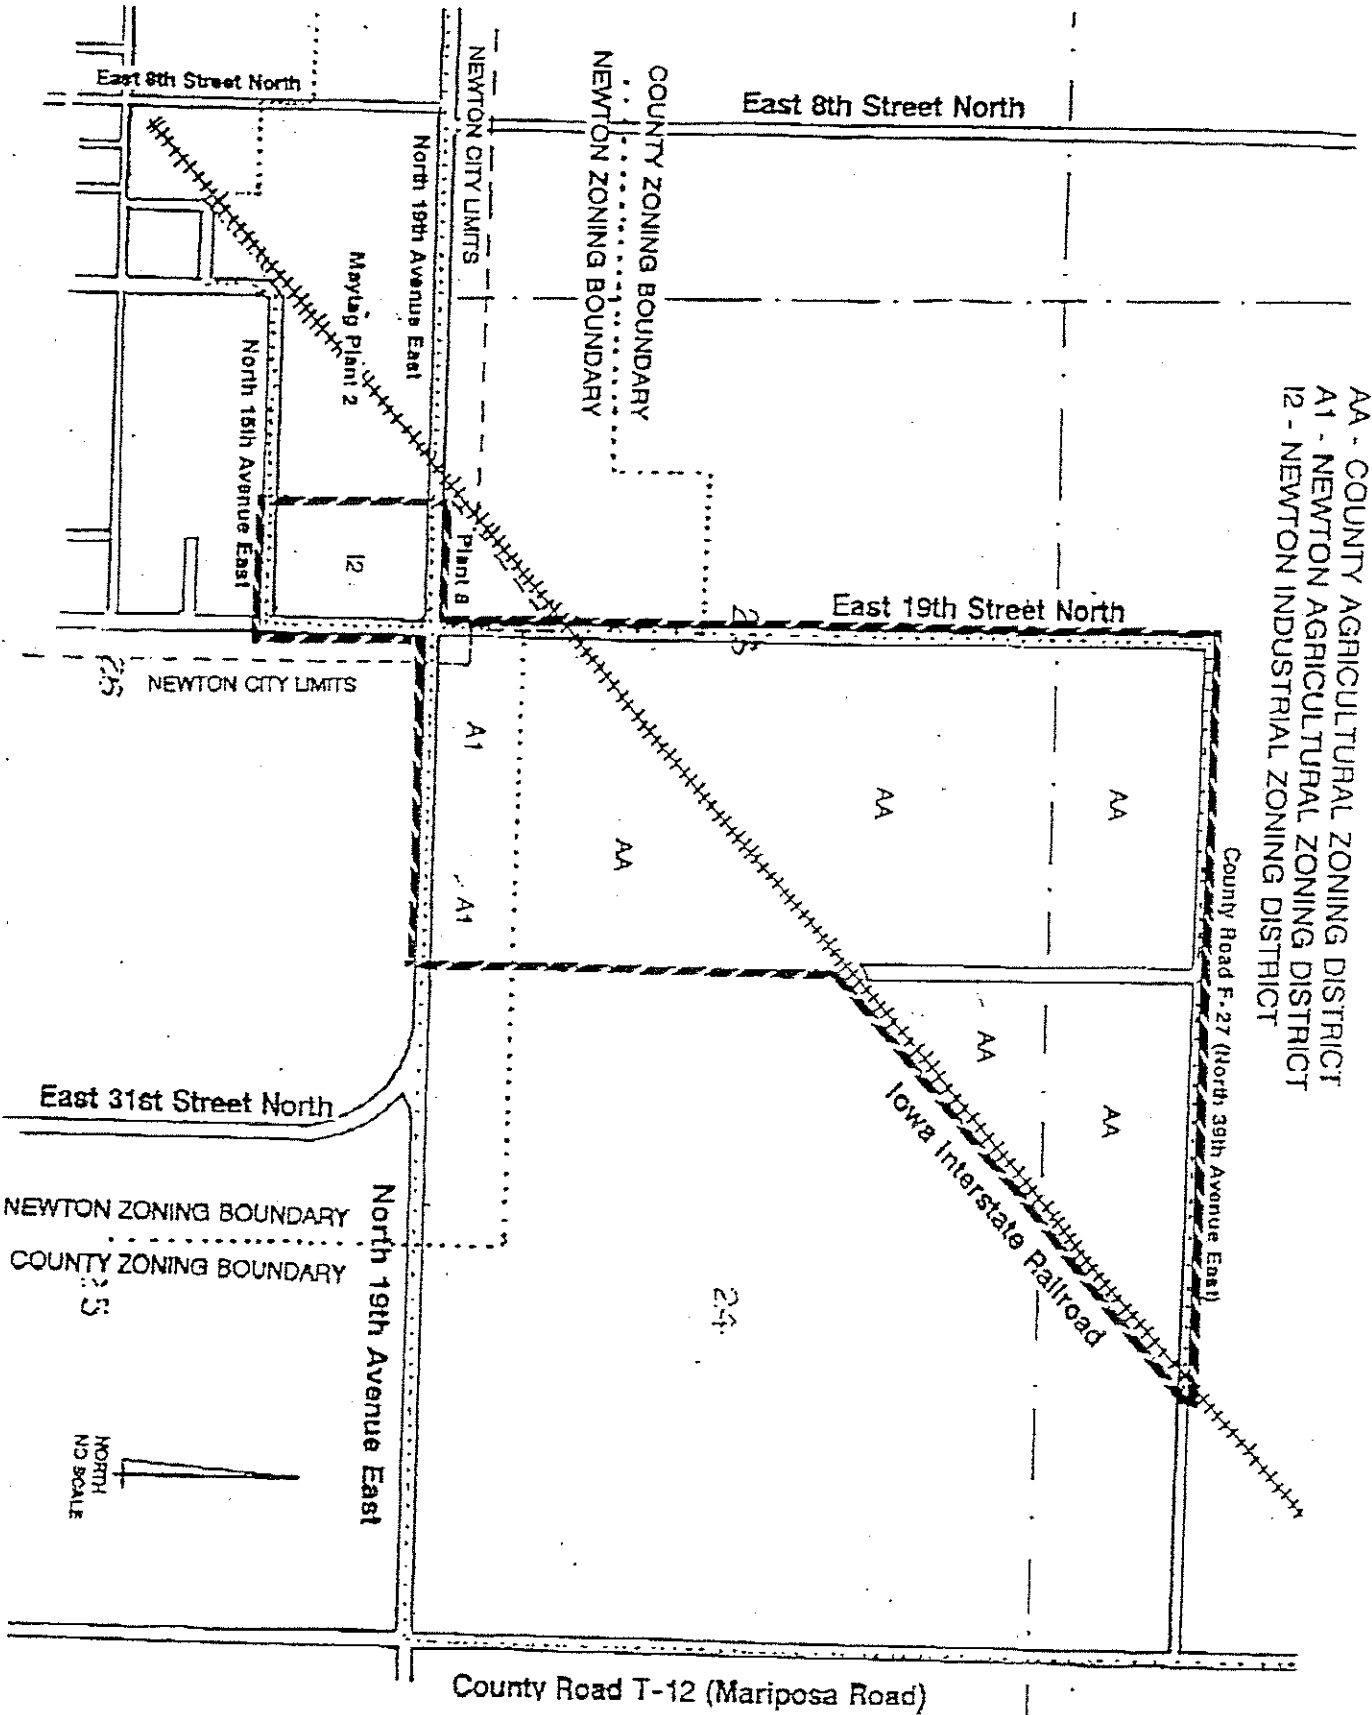 AA - COUNTY AGRICULTURAL ZONING DISTRICT
A1 - NEWTON AGRICULTURAL ZONING DISTRICT
I2 - NEWTON INDUSTRIAL ZONING DISTRICT
East 8th Street North
East 8th Street North
NEWTON CITY LIMITS
COUNTY ZONING BOUNDARY
NEWTON ZONING BOUNDARY
North 19th Avenue East
Maytag Plant 2
North 15th Avenue East
I2
Plant 8
East 19th Street North
26
NEWTON CITY LIMITS
A1
A1
AA
AA
AA
AA
AA
County Road F-27 (North 39th Avenue East)
Iowa Interstate Railroad
East 31st Street North
NEWTON ZONING BOUNDARY
COUNTY ZONING BOUNDARY
25
North 19th Avenue East
24
NORTH
NO SCALE
County Road T-12 (Mariposa Road)